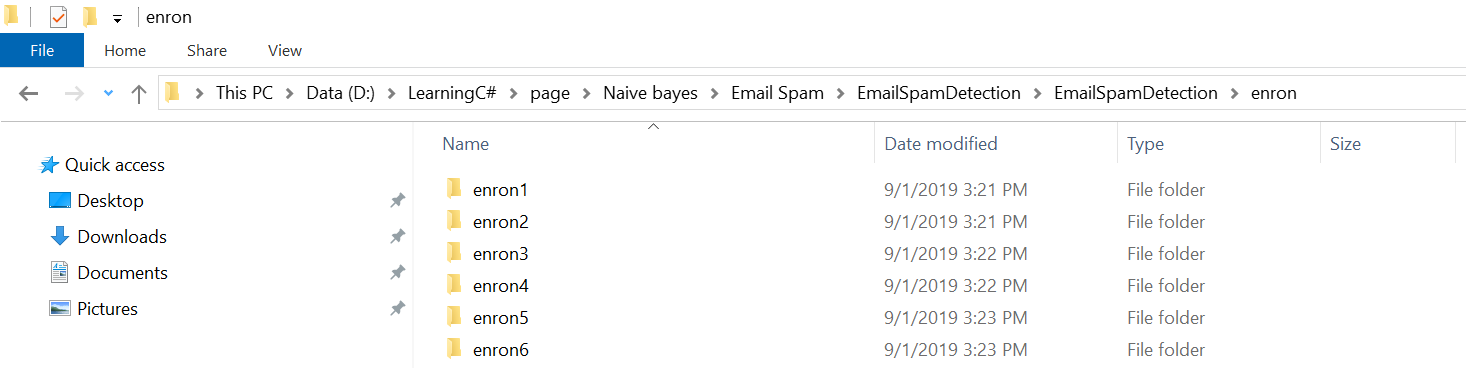 enron
File Home Share View
This PC Data (D:) LearningC# page Naive bayes Email Spam EmailSpamDetection EmailSpamDetection enron
Name Date modified Type Size
Quick access
Desktop
Downloads
Documents
Pictures
enron1 9/1/2019 3:21 PM File folder
enron2 9/1/2019 3:21 PM File folder
enron3 9/1/2019 3:22 PM File folder
enron4 9/1/2019 3:22 PM File folder
enron5 9/1/2019 3:23 PM File folder
enron6 9/1/2019 3:23 PM File folder